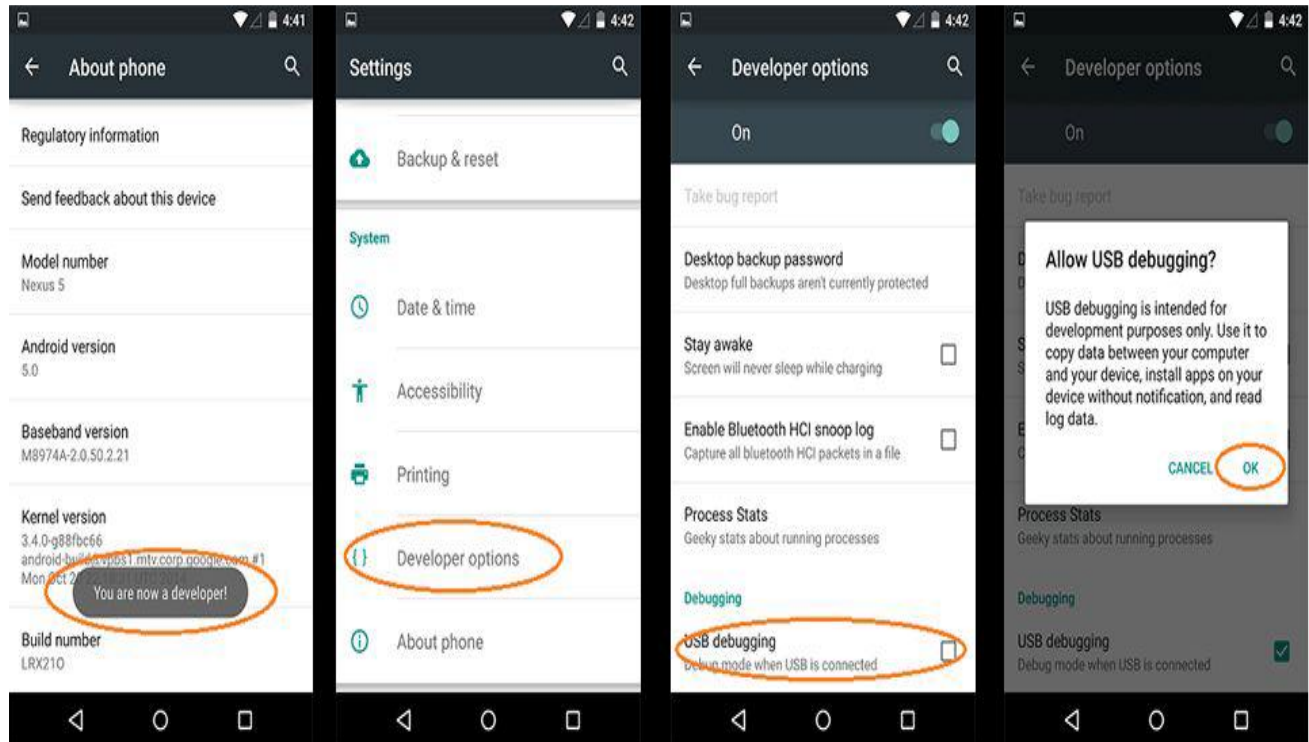 4:41
About phone
Regulatory information
Send feedback about this device
Model number
Nexus 5
Android version
5.0
Baseband version
M8974A-2.0.50.2.21
Kernel version
3.4.0-g88fbc66
#1
Mon Oct
You are now a developer!
Build number
LRX21O
4:42
Settings
Backup & reset
System
Date & time
Accessibility
Printing
{ } Developer options
About phone
4:42
Developer options
On
Take bug report
Desktop backup password
Desktop full backups aren't currently protected
Stay awake
Screen will never sleep while charging
Enable Bluetooth HCI snoop log
Capture all bluetooth HCI packets in a file
Process Stats
Geeky stats about running processes
Debugging
USB debugging
Debug mode when USB is connected
4:42
Developer options
On
Take bug report
Allow USB debugging?
USB debugging is intended for
development purposes only. Use it to
copy data between your computer
and your device, install apps on your
device without notification, and read
log data.
CANCEL OK
Process Stats
Geeky stats about running processes
Debugging
USB debugging
Debug mode when USB is connected